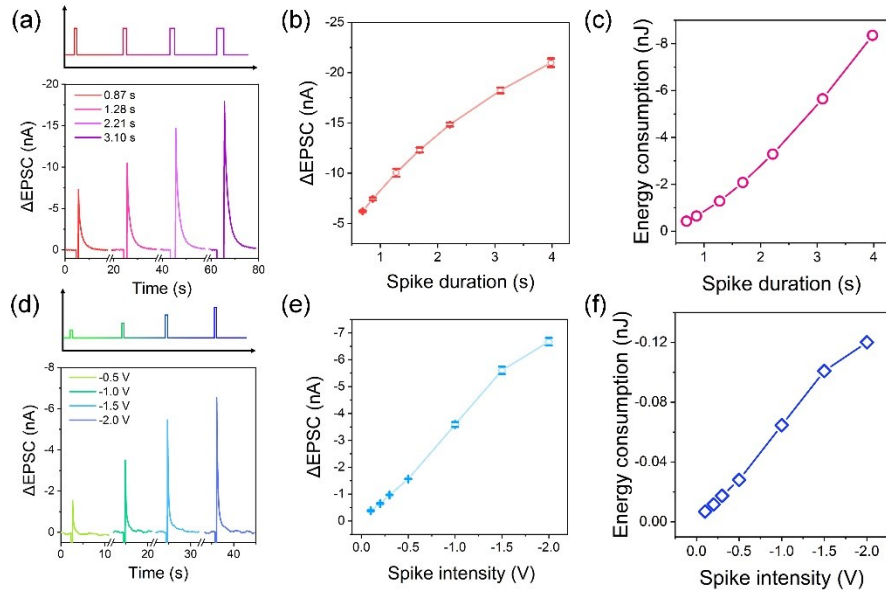 (a)
0.87 s
1.28 s
2.21 s
3.10 s
-20
-15
-10
-5
0
ΔEPSC (nA)
0 20 40 60 80
Time (s)
(b)
-25
-20
-15
-10
-5
ΔEPSC (nA)
1 2 3 4
Spike duration (s)
(c)
-8
-6
-4
-2
0
Energy consumption (nJ)
1 2 3 4
Spike duration (s)
(d)
-0.5 V
-1.0 V
-1.5 V
-2.0 V
-8
-6
-4
-2
0
ΔEPSC (nA)
0 10 20 30 40
Time (s)
(e)
-7
-6
-5
-4
-3
-2
-1
0
ΔEPSC (nA)
0.0 -0.5 -1.0 -1.5 -2.0
Spike intensity (V)
(f)
-0.12
-0.08
-0.04
0.00
Energy consumption (nJ)
0.0 -0.5 -1.0 -1.5 -2.0
Spike intensity (V)